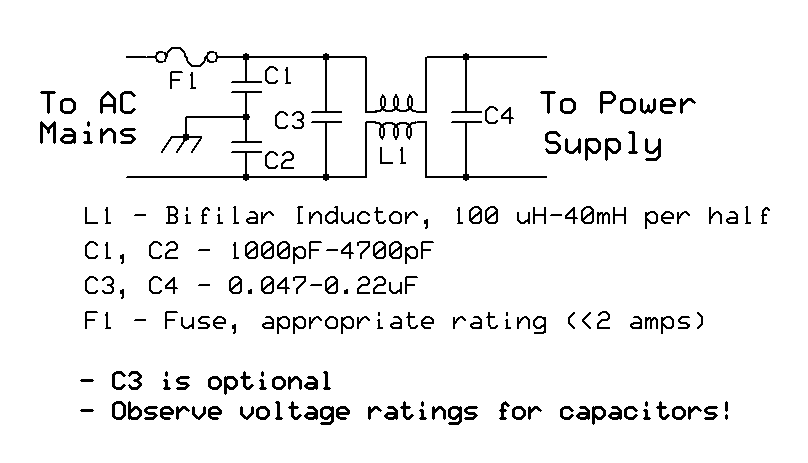 F1
C1
To AC
Mains
C3
C4
To Power
Supply
C2
L1
L1 - Bifilar Inductor, 100 uH-40mH per half
C1, C2 - 1000pF-4700pF
C3, C4 - 0.047-0.22uF
F1 - Fuse, appropriate rating (<2 amps)
- C3 is optional
- Observe voltage ratings for capacitors!